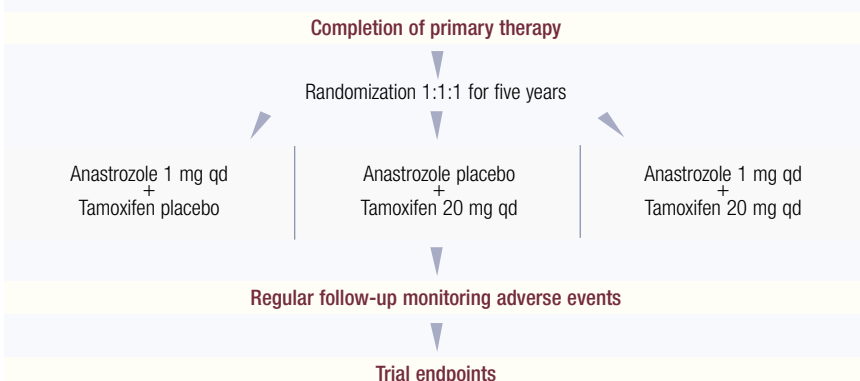 Completion of primary therapy
Randomization 1:1:1 for five years
Anastrozole 1 mg qd
+
Tamoxifen placebo
Anastrozole placebo
+
Tamoxifen 20 mg qd
Anastrozole 1 mg qd
+
Tamoxifen 20 mg qd
Regular follow-up monitoring adverse events
Trial endpoints